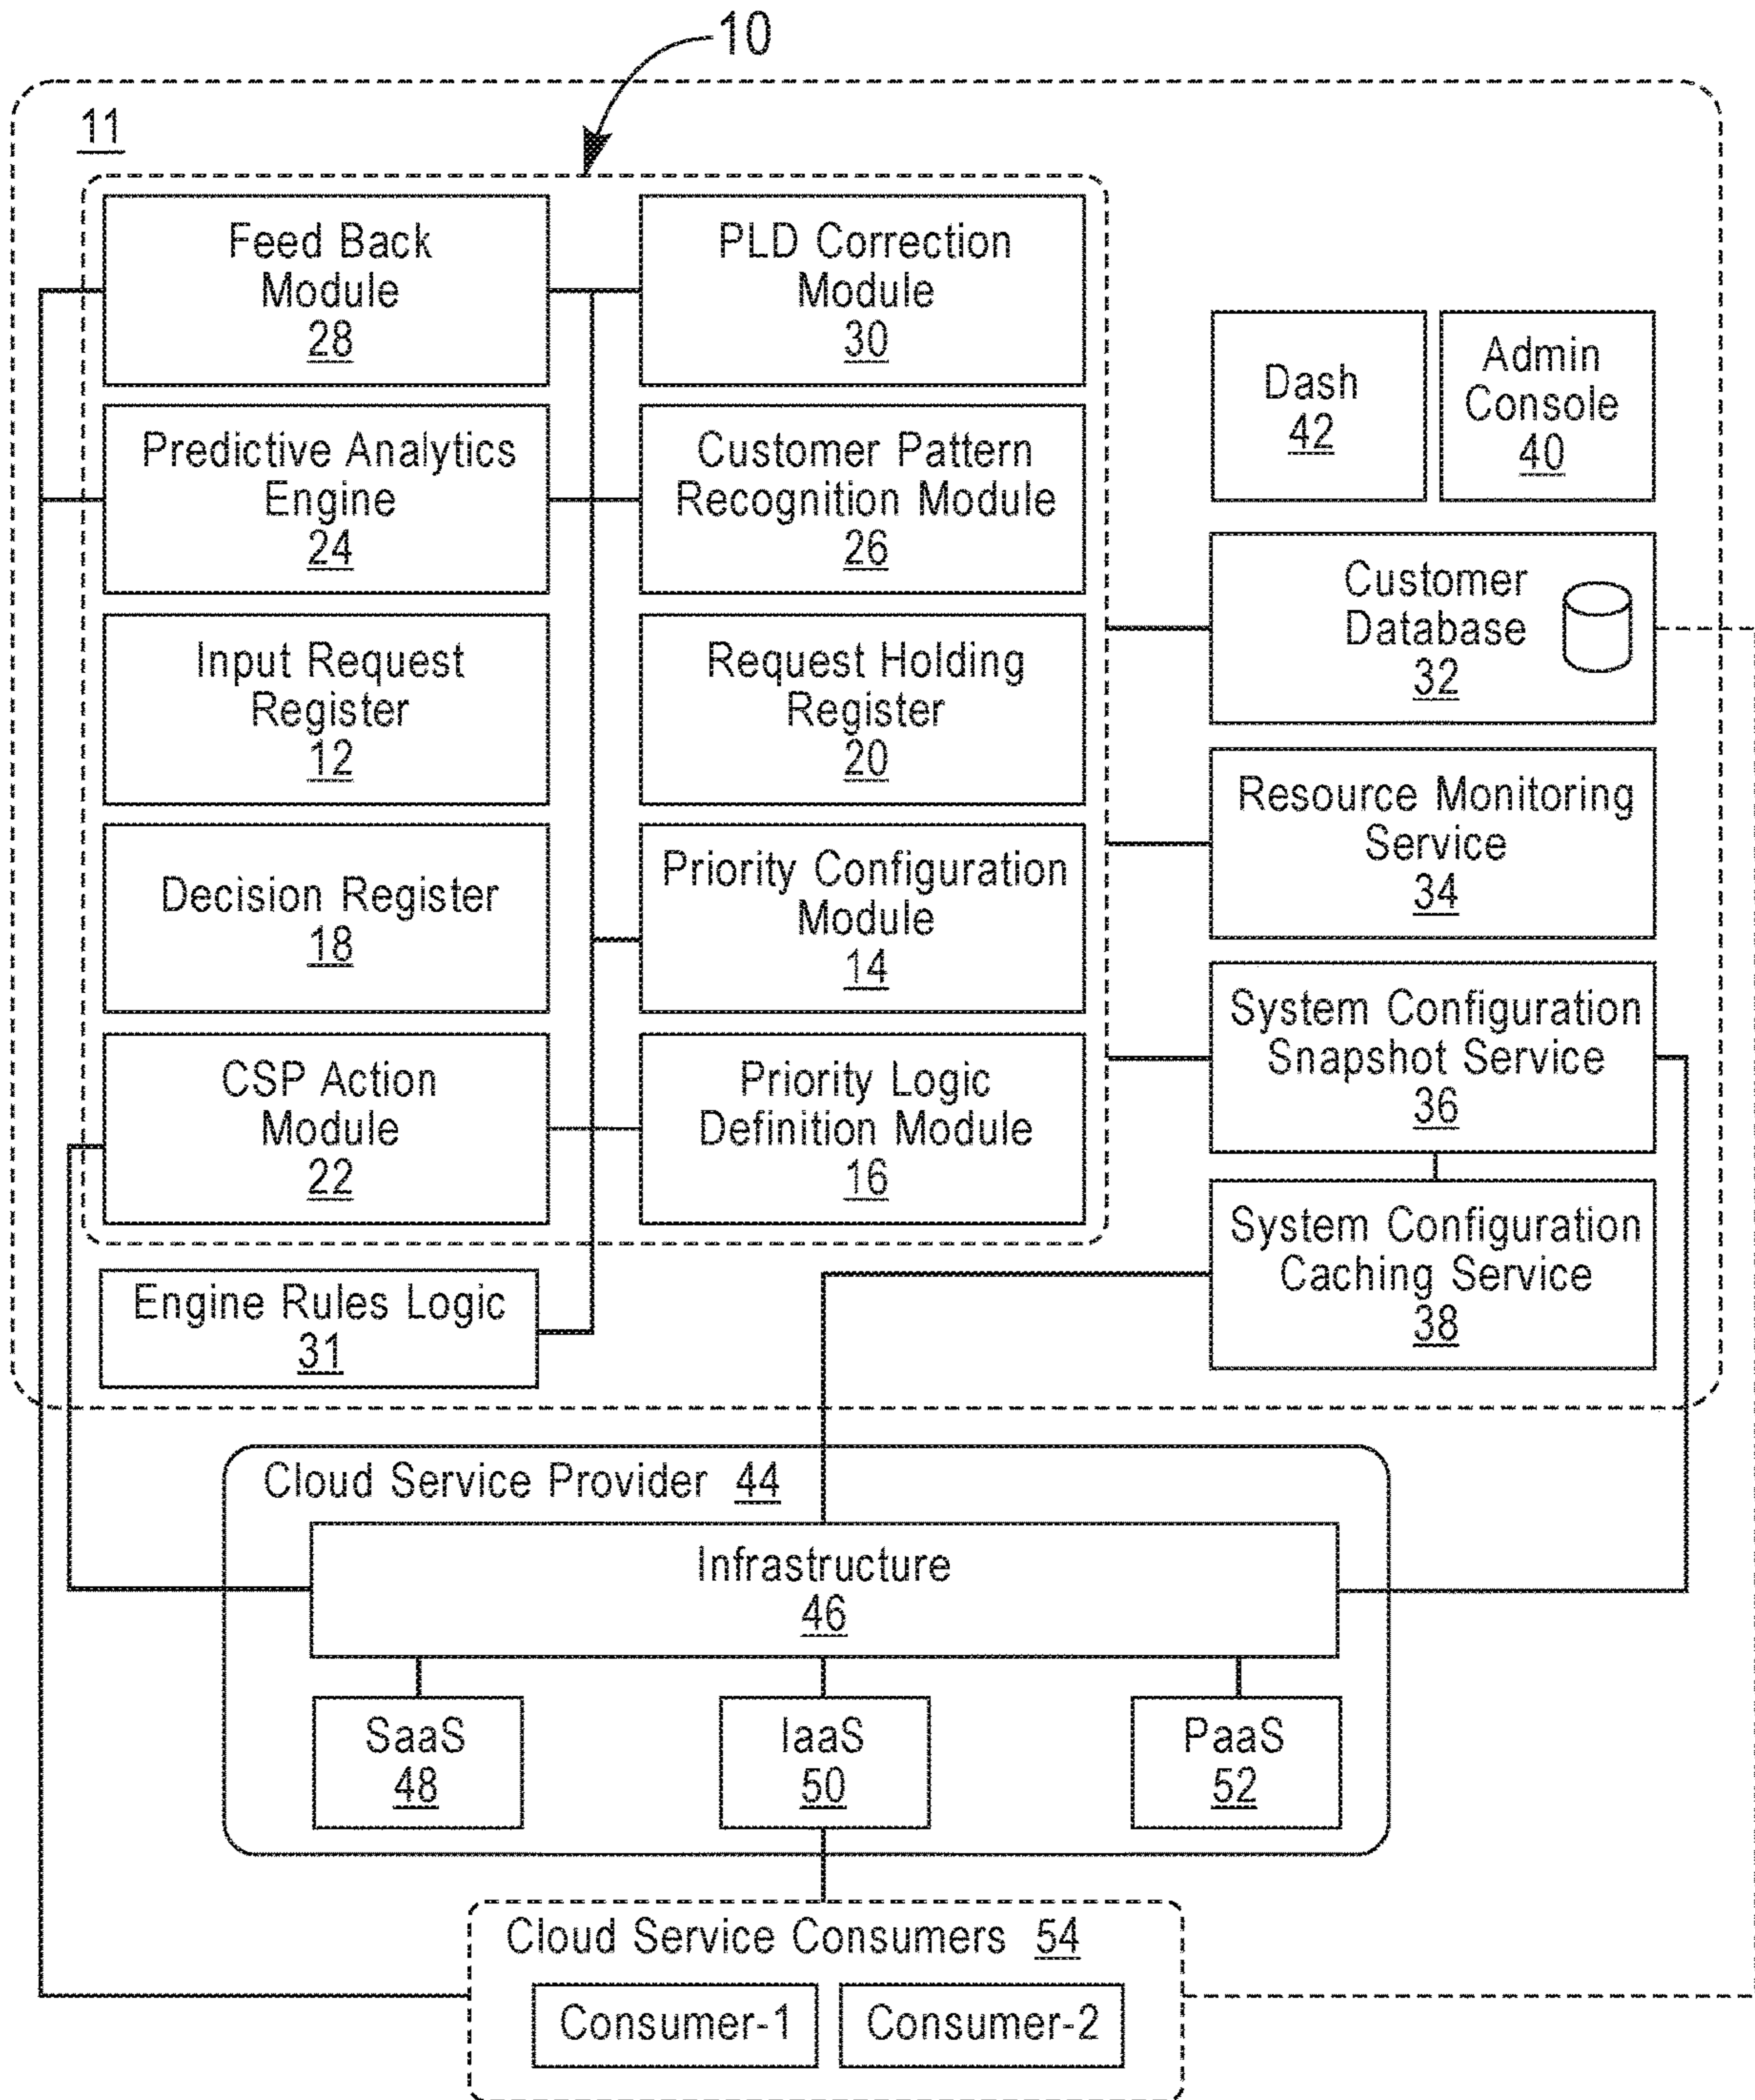 10
11
Feed Back
Module
28
PLD Correction
Module
30
Dash
42
Admin
Console
40
Predictive Analytics
Engine
24
Customer Pattern
Recognition Module
26
Customer
Database
32
Input Request
Register
12
Request Holding
Register
20
Resource Monitoring
Service
34
Decision Register
18
Priority Configuration
Module
14
System Configuration
Snapshot Service
36
CSP Action
Module
22
Priority Logic
Definition Module
16
System Configuration
Caching Service
38
Engine Rules Logic
31
Cloud Service Provider 44
Infrastructure
46
SaaS
48
IaaS
50
PaaS
52
Cloud Service Consumers 54
Consumer-1
Consumer-2